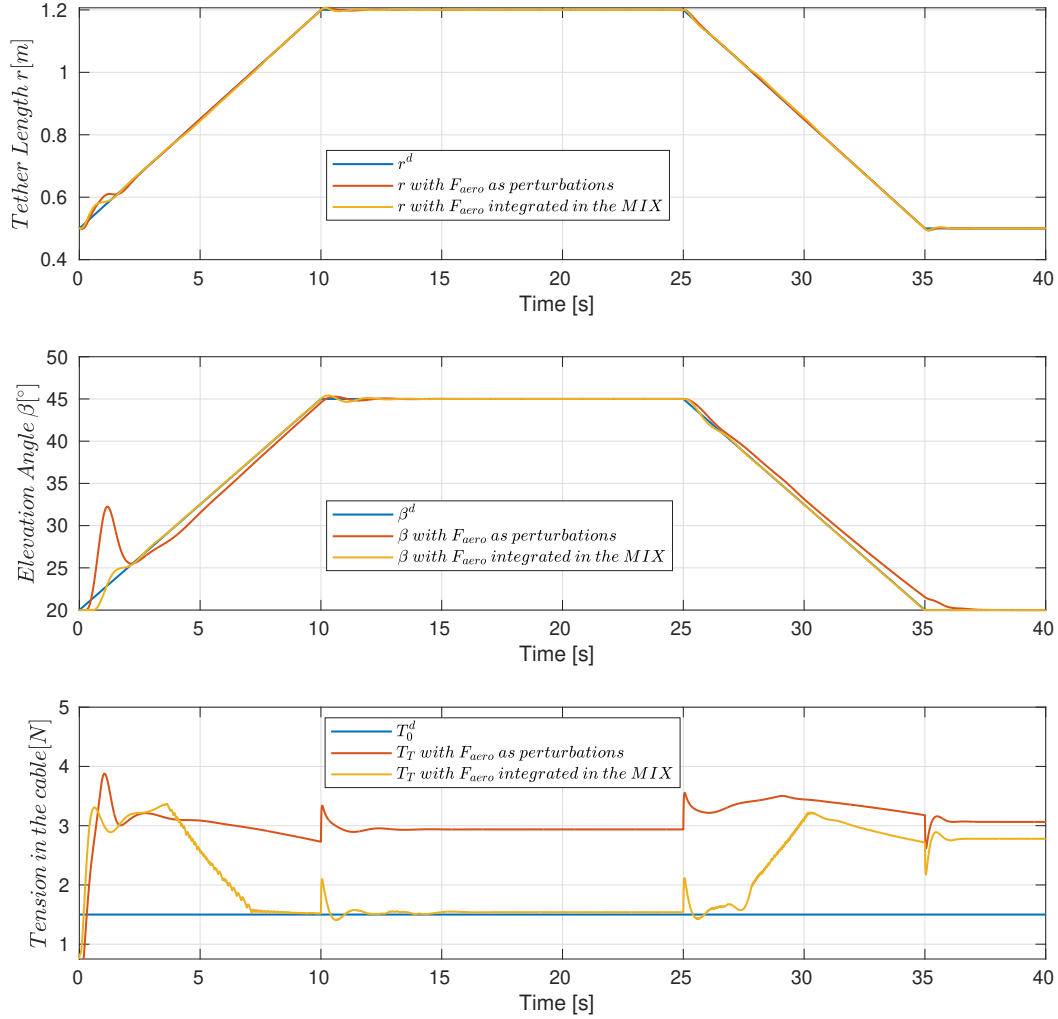 Tether Length r[m]
1.2
1
0.8
0.6
0.4
r^d
r with F_aero as perturbations
r with F_aero integrated in the MIX
0 5 10 15 20 25 30 35 40
Time [s]
Elevation Angle β[°]
50
45
40
35
30
25
20
β^d
β with F_aero as perturbations
β with F_aero integrated in the MIX
0 5 10 15 20 25 30 35 40
Time [s]
Tension in the cable[N]
5
4
3
2
1
T_0^d
T_T with F_aero as perturbations
T_T with F_aero integrated in the MIX
0 5 10 15 20 25 30 35 40
Time [s]